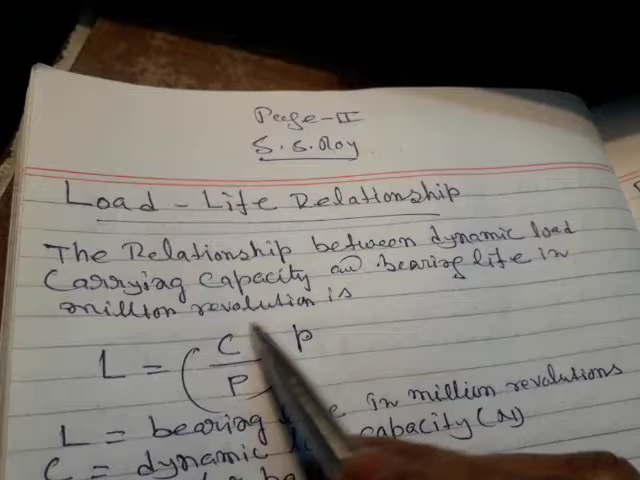 Page-II
S.S.Roy
Load - Life Relationship
The Relationship between dynamic load
Carrying capacity and bearing life in
million revolution is
L = ( C / P ) p
L = bearing in million revolutions
C = dynamic capacity (N)